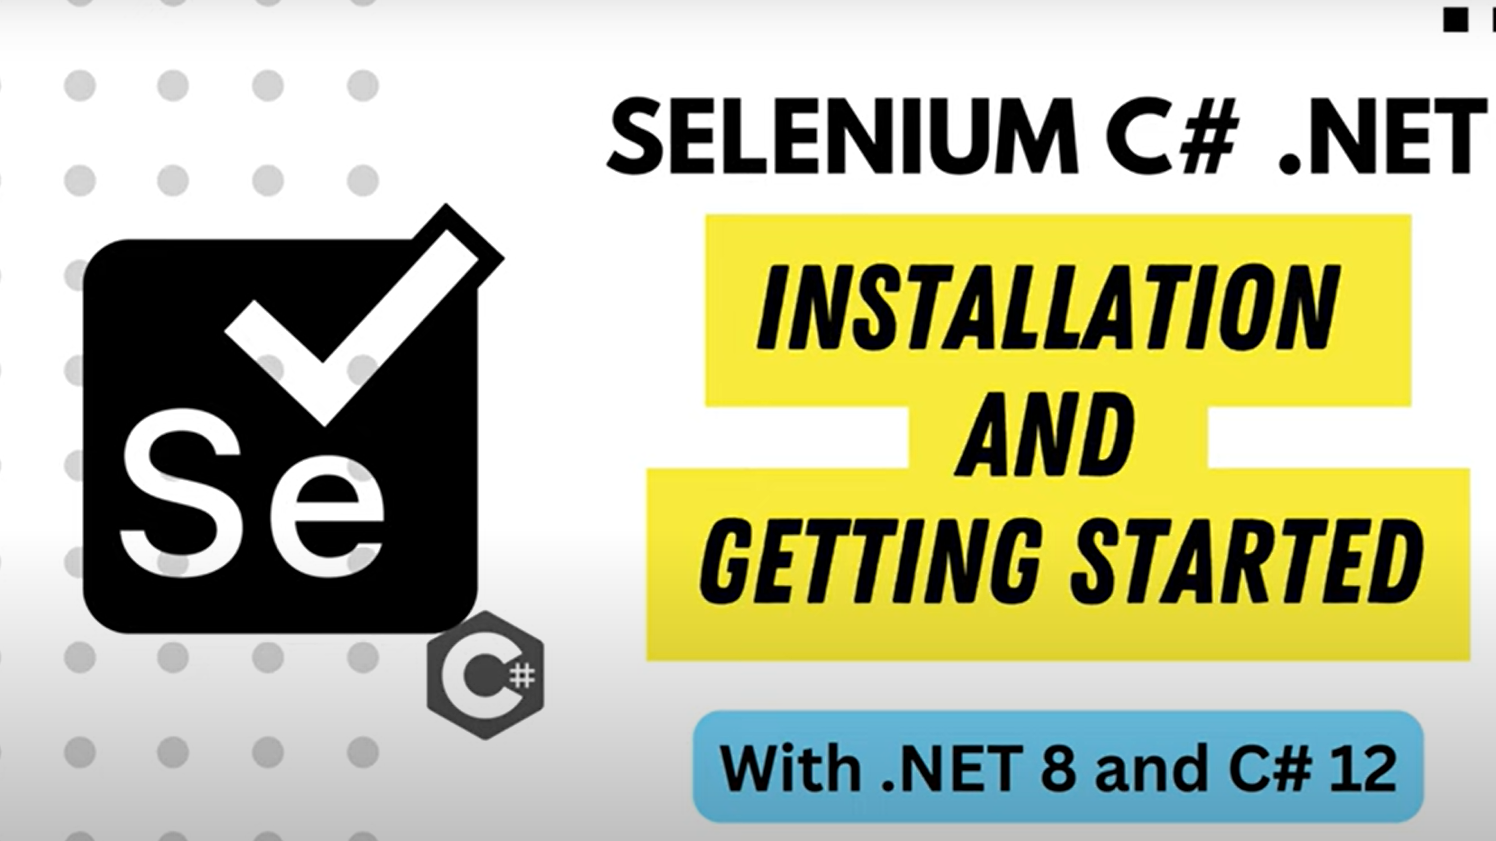 SELENIUM C# .NET
INSTALLATION
AND
GETTING STARTED
Se
C#
With .NET 8 and C# 12